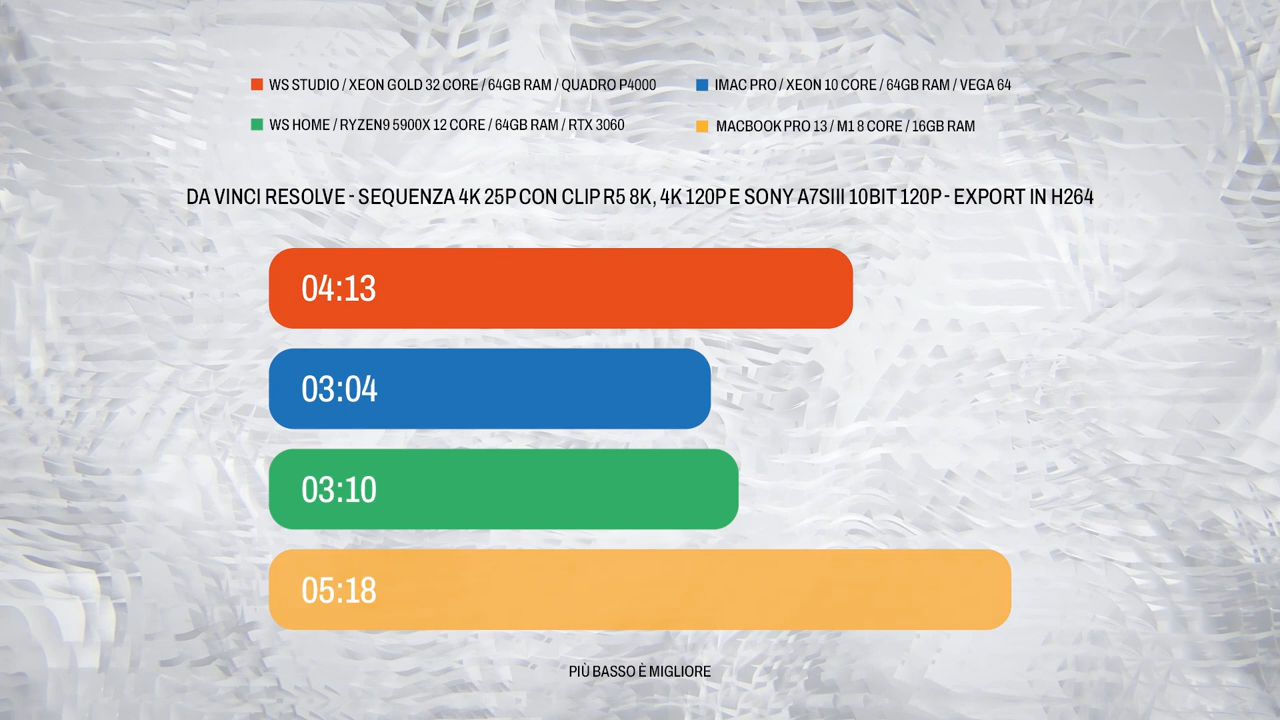 WS STUDIO / XEON GOLD 32 CORE / 64GB RAM / QUADRO P4000
IMAC PRO / XEON 10 CORE / 64GB RAM / VEGA 64
WS HOME / RYZEN9 5900X 12 CORE / 64GB RAM / RTX 3060
MACBOOK PRO 13 / M1 8 CORE / 16GB RAM
DA VINCI RESOLVE - SEQUENZA 4K 25P CON CLIP R5 8K, 4K 120P E SONY A7SIII 10BIT 120P - EXPORT IN H264
04:13
03:04
03:10
05:18
PIÙ BASSO È MIGLIORE